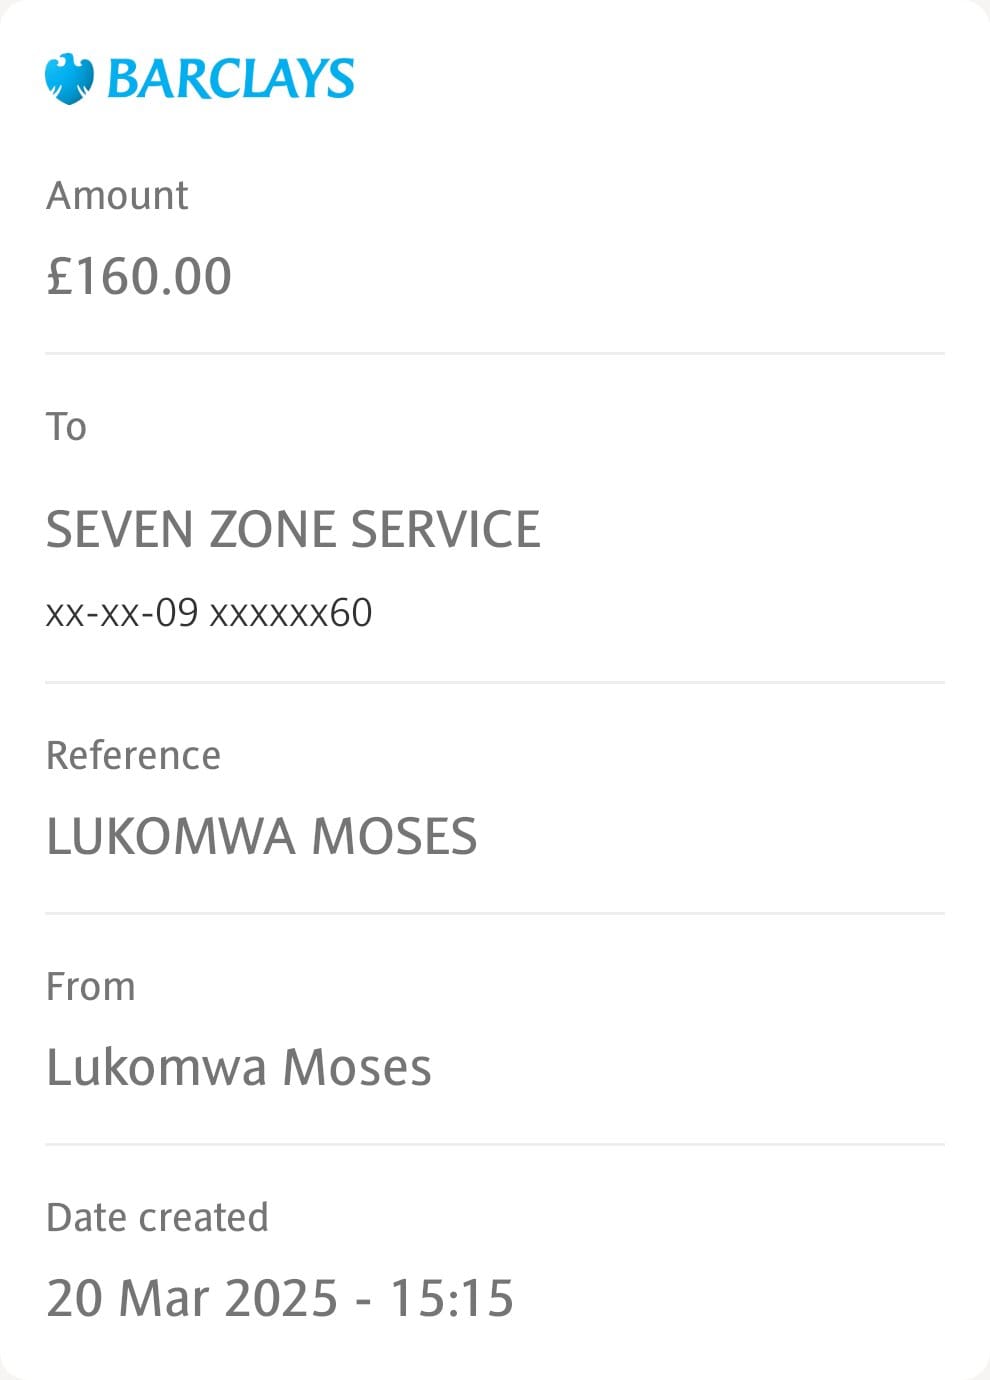 BARCLAYS
Amount
£160.00
To
SEVEN ZONE SERVICE
xx-xx-09 xxxxxx60
Reference
LUKOMWA MOSES
From
Lukomwa Moses
Date created
20 Mar 2025 - 15:15